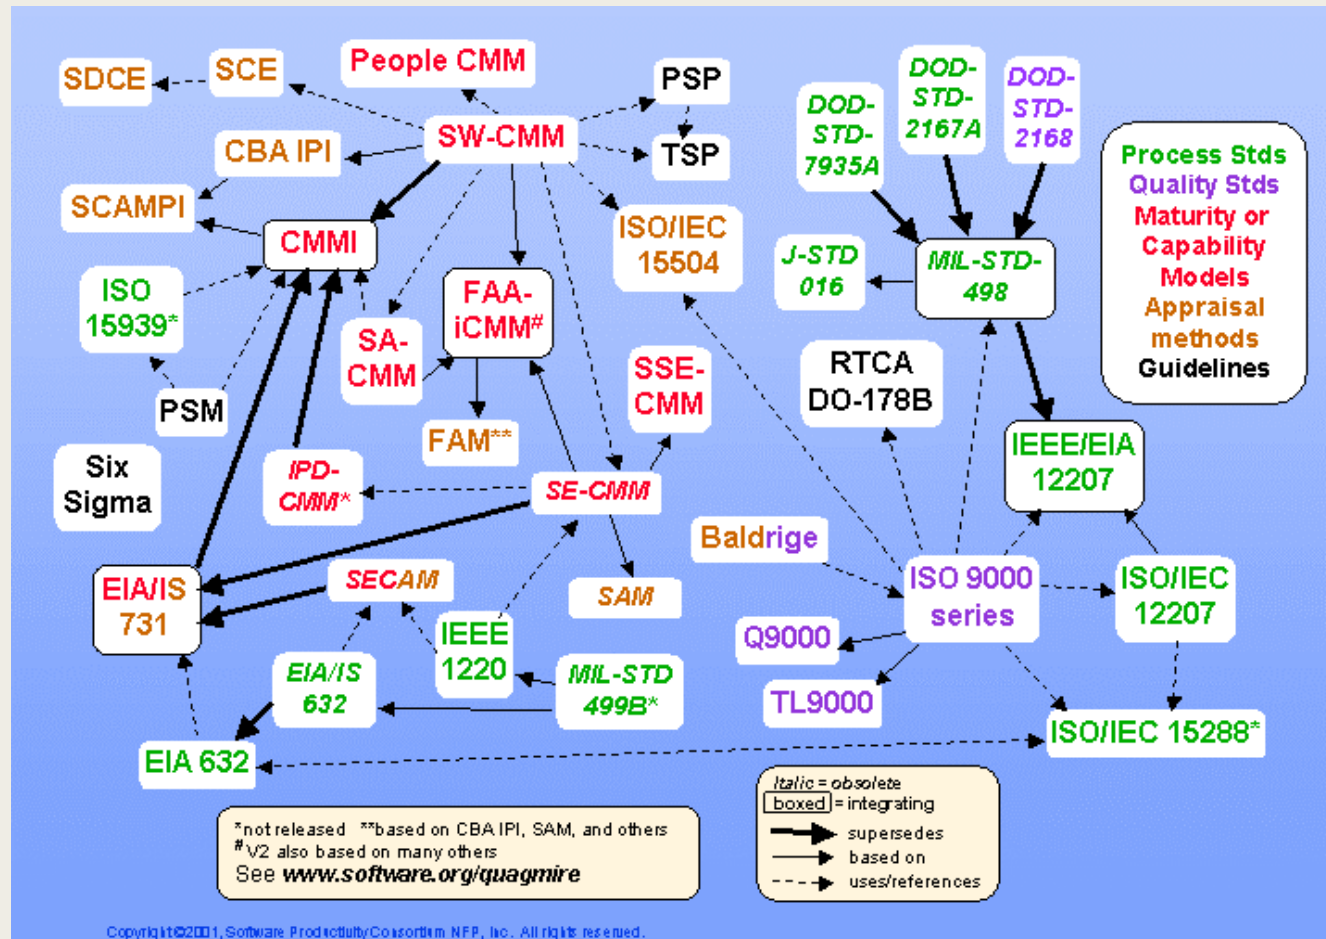 People CMM
SDCE
SCE
PSP
DOD-
STD-
7935A
DOD-
STD-
2167A
DOD-
STD-
2168
SW-CMM
TSP
CBA IPI
SCAMPI
CMMI
ISO/IEC
15504
J-STD
016
MIL-STD-
498
Process Stds
Quality Stds
Maturity or
Capability
Models
Appraisal
methods
Guidelines
ISO
15939*
FAA-
iCMM#
SA-
CMM
SSE-
CMM
RTCA
DO-178B
PSM
FAM**
IEEE/EIA
12207
Six
Sigma
IPD-
CMM*
SE-CMM
Baldrige
EIA/IS
731
SECAM
SAM
ISO 9000
series
ISO/IEC
12207
IEEE
1220
Q9000
EIA/IS
632
MIL-STD
499B*
TL9000
EIA 632
ISO/IEC 15288*
*not released **based on CBA IPI, SAM, and others
#V2 also based on many others
See www.software.org/quagmire
Italic = obsolete
boxed = integrating
supersedes
based on
uses/references
Copyright©2001, Software Productivity Consortium NFP, Inc. All rights reserved.